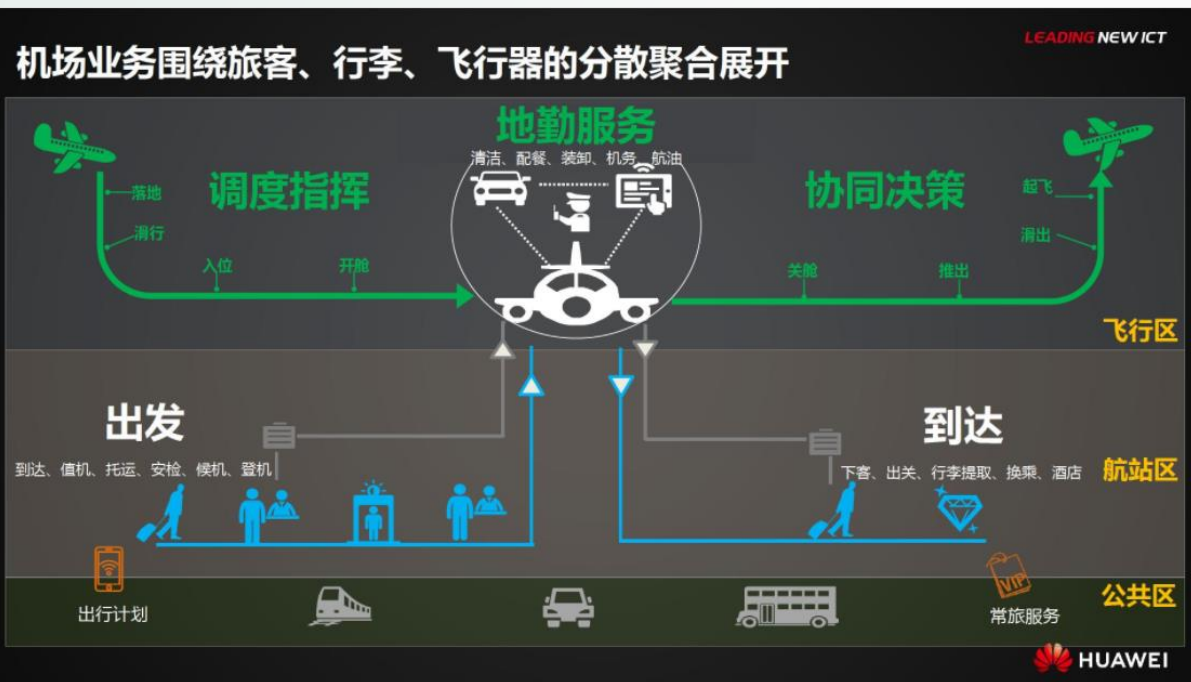 LEADING NEW ICT
机场业务围绕旅客、行李、飞行器的分散聚合展开
地勤服务
清洁、配餐、装卸、机务、航油
调度指挥
协同决策
落地
滑行
入位
开舱
起飞
滑出
关舱
推出
飞行区
出发
到达、值机、托运、安检、候机、登机
到达
下客、出关、行李提取、换乘、酒店
航站区
出行计划
VIP
常旅服务
公共区
HUAWEI